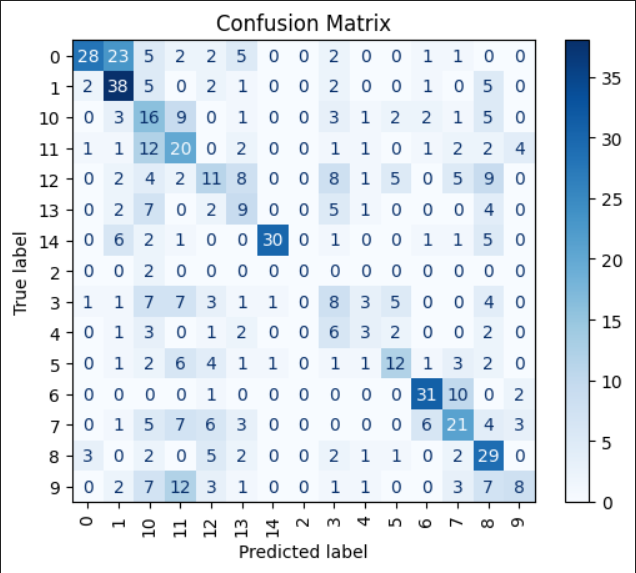 Confusion Matrix
0 28 23 5 2 2 5 0 0 2 0 0 1 1 0 0
1 2 38 5 0 2 1 0 0 2 0 0 1 0 5 0
10 0 3 16 9 0 1 0 0 3 1 2 2 1 5 0
11 1 1 12 20 0 2 0 0 1 1 0 1 2 2 4
12 0 2 4 2 11 8 0 0 8 1 5 0 5 9 0
13 0 2 7 0 2 9 0 0 5 1 0 0 0 4 0
14 0 6 2 1 0 0 30 0 1 0 0 1 1 5 0
2 0 0 2 0 0 0 0 0 0 0 0 0 0 0 0
3 1 1 7 7 3 1 1 0 8 3 5 0 0 4 0
4 0 1 3 0 1 2 0 0 6 3 2 0 0 2 0
5 0 1 2 6 4 1 1 0 1 1 12 1 3 2 0
6 0 0 0 0 1 0 0 0 0 0 0 31 10 0 2
7 0 1 5 7 6 3 0 0 0 0 0 6 21 4 3
8 3 0 2 0 5 2 0 0 2 1 1 0 2 29 0
9 0 2 7 12 3 1 0 0 1 1 0 0 3 7 8
0 1 10 11 12 13 14 2 3 4 5 6 7 8 9
Predicted label
True label
35
30
25
20
15
10
5
0